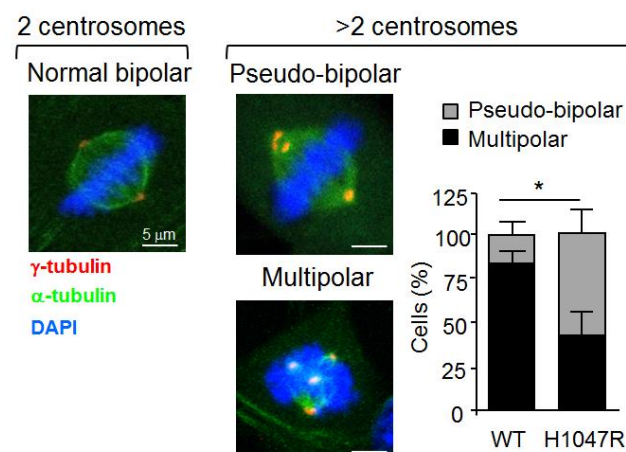 2 centrosomes
>2 centrosomes
Normal bipolar
Pseudo-bipolar
5 μm
γ-tubulin
α-tubulin
DAPI
Multipolar
Pseudo-bipolar
Multipolar
*
Cells (%)
125
100
75
50
25
0
WT H1047R